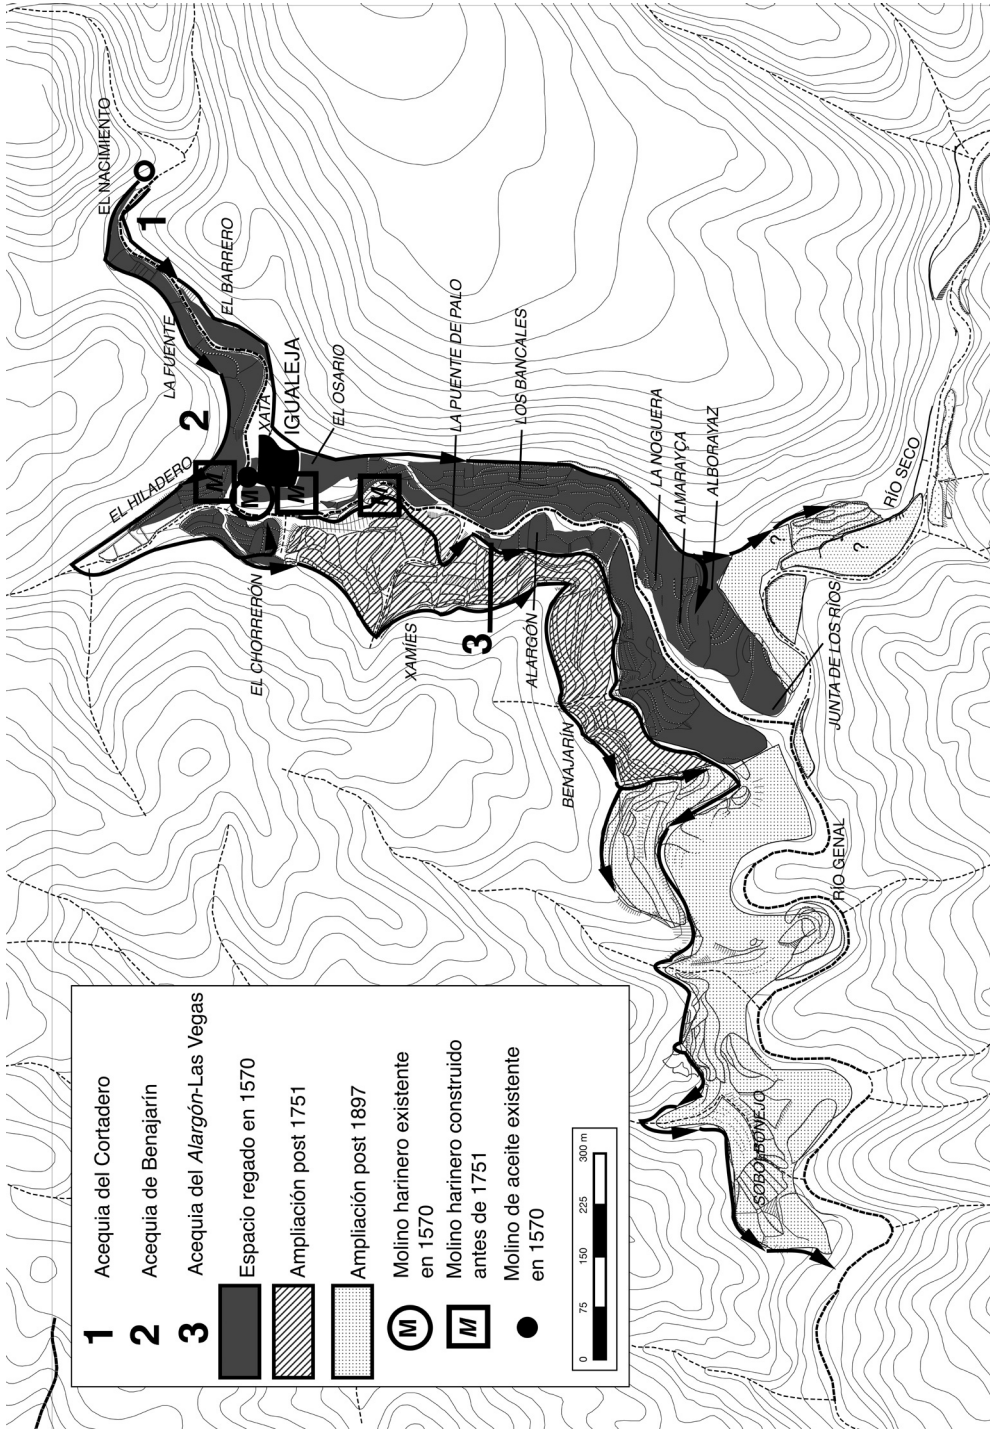 EL NACIMIENTO
1
EL BARRERO
LA FUENTE
2
XATA
IGUALEJA
EL OSARIO
EL HILADERO
M
M
M
M
LA PUENTE DE PALO
LOS BANCALES
LA NOGUERA
ALMARAYÇA
ALBORAYAZ
RÍO SECO
?
?
EL CHORRERÓN
XAMÍES
3
ALARGÓN
JUNTA DE LOS RÍOS
BENAJARÍN
RÍO GENAL
SOBOLBONEJO
1 Acequia del Cortadero
2 Acequia de Benajarín
3 Acequia del Alargón-Las Vegas
Espacio regado en 1570
Ampliación post 1751
Ampliación post 1897
M Molino harinero existente
en 1570
M Molino harinero construido
antes de 1751
Molino de aceite existente
en 1570
0 75 150 225 300 m